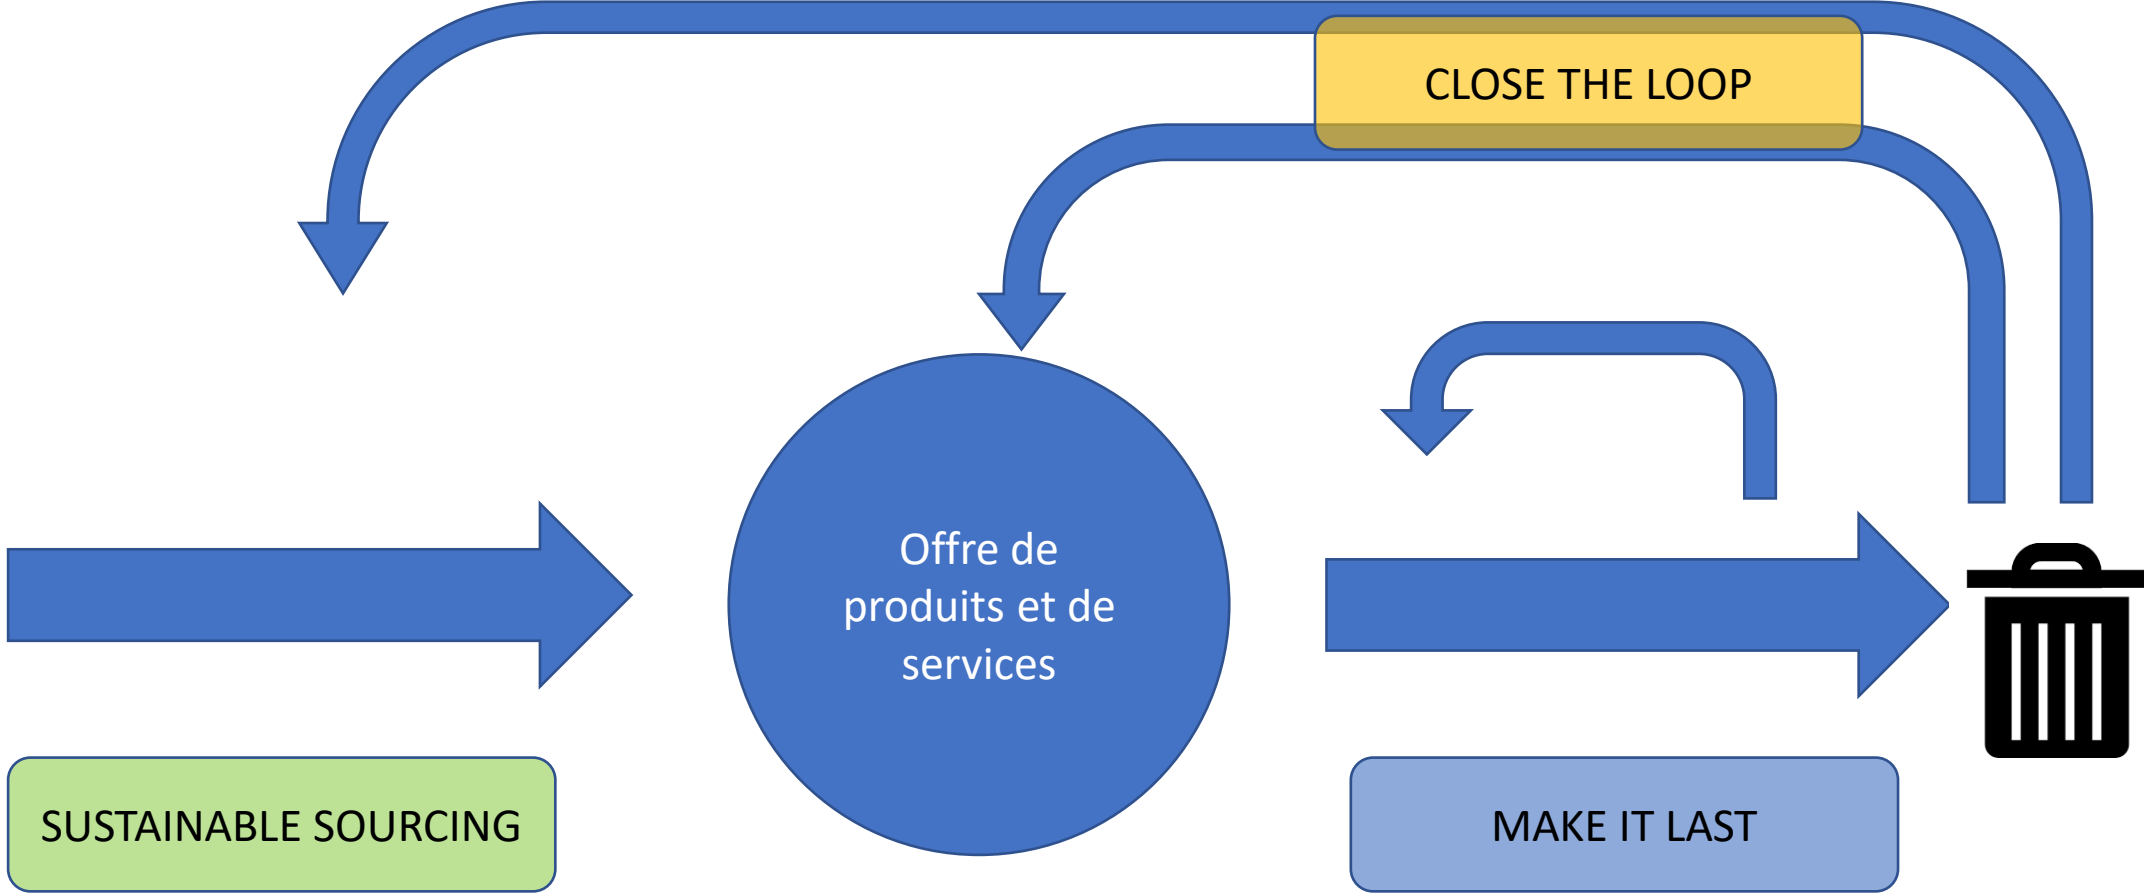 CLOSE THE LOOP
Offre de
produits et de
services
SUSTAINABLE SOURCING
MAKE IT LAST